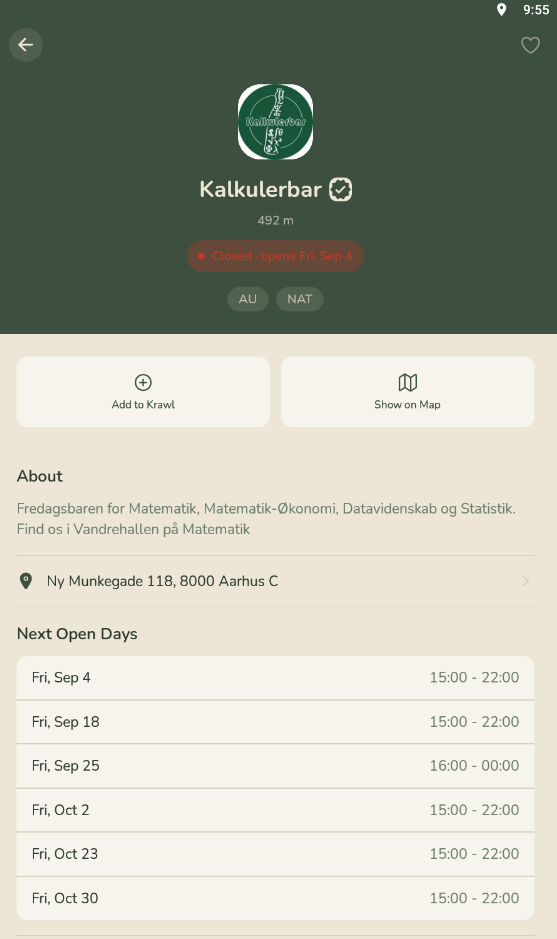 9:55
Kalkulerbar
Kalkulerbar
492 m
Closed · opens Fri, Sep 4
AU NAT
Add to Krawl Show on Map
About
Fredagsbaren for Matematik, Matematik-Økonomi, Datavidenskab og Statistik.
Find os i Vandrehallen på Matematik
Ny Munkegade 118, 8000 Aarhus C
Next Open Days
Fri, Sep 4 15:00 - 22:00
Fri, Sep 18 15:00 - 22:00
Fri, Sep 25 16:00 - 00:00
Fri, Oct 2 15:00 - 22:00
Fri, Oct 23 15:00 - 22:00
Fri, Oct 30 15:00 - 22:00